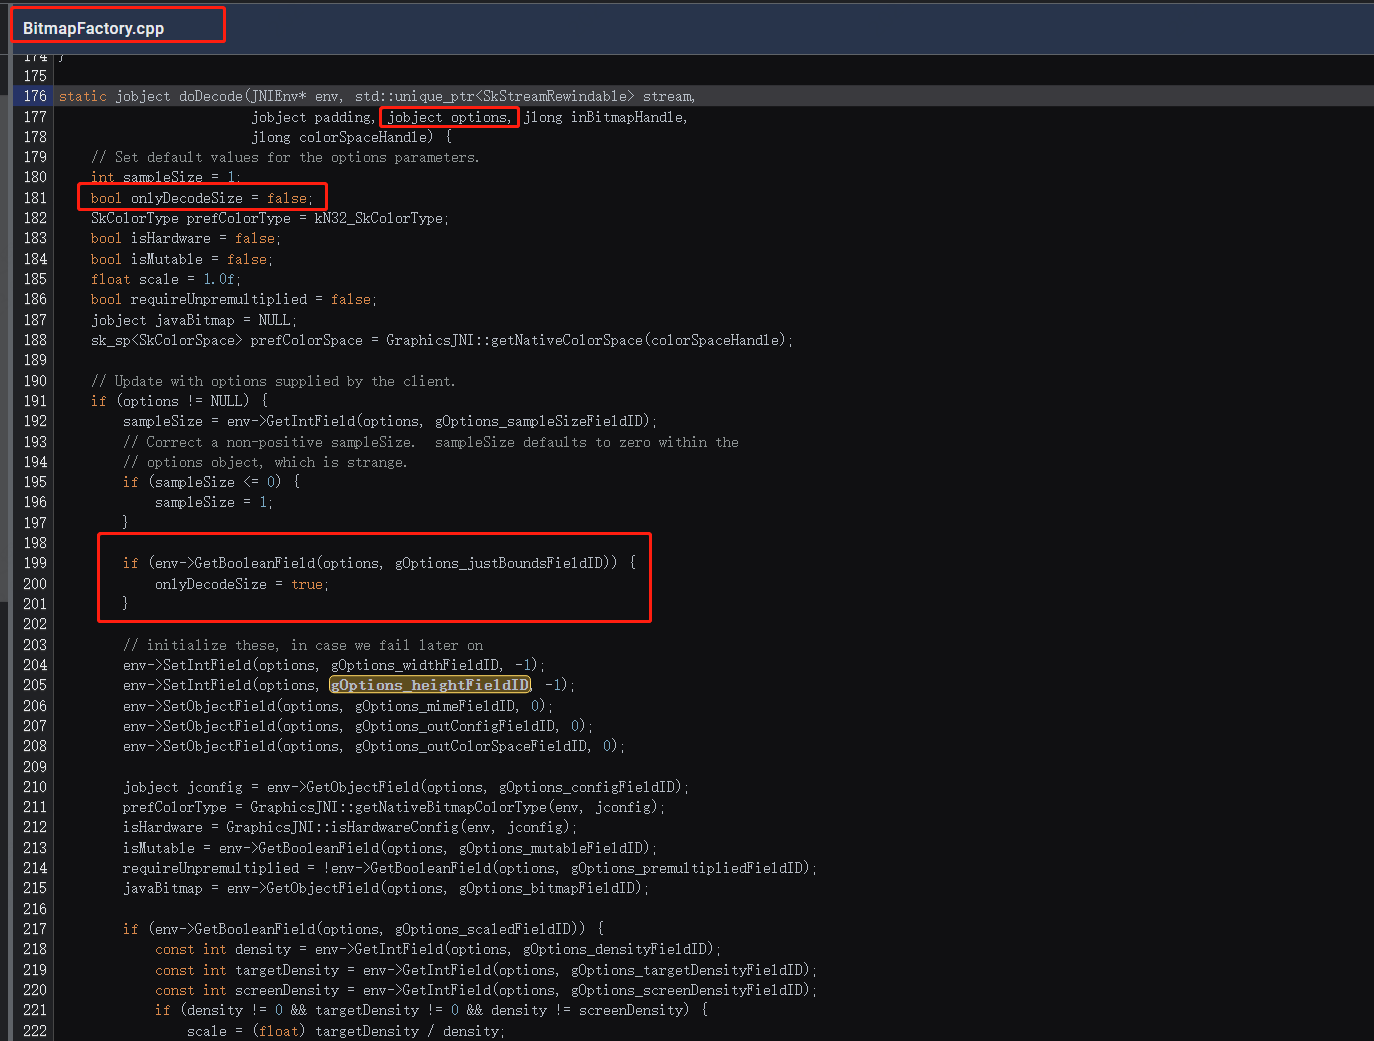 BitmapFactory.cpp
174 }
175
176 static jobject doDecode(JNIEnv* env, std::unique_ptr<SkStreamRewindable> stream,
177                         jobject padding, jobject options, jlong inBitmapHandle,
178                         jlong colorSpaceHandle) {
179     // Set default values for the options parameters.
180     int sampleSize = 1;
181     bool onlyDecodeSize = false;
182     SkColorType prefColorType = kN32_SkColorType;
183     bool isHardware = false;
184     bool isMutable = false;
185     float scale = 1.0f;
186     bool requireUnpremultiplied = false;
187     jobject javaBitmap = NULL;
188     sk_sp<SkColorSpace> prefColorSpace = GraphicsJNI::getNativeColorSpace(colorSpaceHandle);
189
190     // Update with options supplied by the client.
191     if (options != NULL) {
192         sampleSize = env->GetIntField(options, gOptions_sampleSizeFieldID);
193         // Correct a non-positive sampleSize.  sampleSize defaults to zero within the
194         // options object, which is strange.
195         if (sampleSize <= 0) {
196             sampleSize = 1;
197         }
198
199         if (env->GetBooleanField(options, gOptions_justBoundsFieldID)) {
200             onlyDecodeSize = true;
201         }
202
203         // initialize these, in case we fail later on
204         env->SetIntField(options, gOptions_widthFieldID, -1);
205         env->SetIntField(options, gOptions_heightFieldID, -1);
206         env->SetObjectField(options, gOptions_mimeFieldID, 0);
207         env->SetObjectField(options, gOptions_outConfigFieldID, 0);
208         env->SetObjectField(options, gOptions_outColorSpaceFieldID, 0);
209
210         jobject jconfig = env->GetObjectField(options, gOptions_configFieldID);
211         prefColorType = GraphicsJNI::getNativeBitmapColorType(env, jconfig);
212         isHardware = GraphicsJNI::isHardwareConfig(env, jconfig);
213         isMutable = env->GetBooleanField(options, gOptions_mutableFieldID);
214         requireUnpremultiplied = !env->GetBooleanField(options, gOptions_premultipliedFieldID);
215         javaBitmap = env->GetObjectField(options, gOptions_bitmapFieldID);
216
217         if (env->GetBooleanField(options, gOptions_scaledFieldID)) {
218             const int density = env->GetIntField(options, gOptions_densityFieldID);
219             const int targetDensity = env->GetIntField(options, gOptions_targetDensityFieldID);
220             const int screenDensity = env->GetIntField(options, gOptions_screenDensityFieldID);
221             if (density != 0 && targetDensity != 0 && density != screenDensity) {
222                 scale = (float) targetDensity / density;